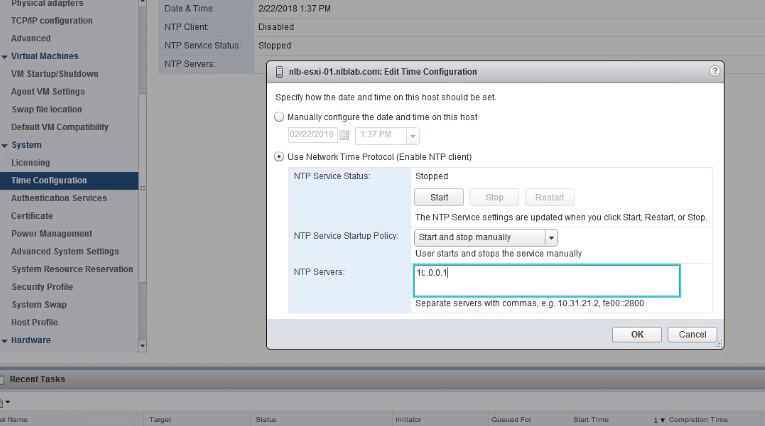 Physical adapters
TCP/IP configuration
Advanced
Virtual Machines
VM Startup/Shutdown
Agent VM Settings
Swap file location
Default VM Compatibility
System
Licensing
Time Configuration
Authentication Services
Certificate
Power Management
Advanced System Settings
System Resource Reservation
Security Profile
System Swap
Host Profile
Hardware
Date & Time: 2/22/2018 1:37 PM
NTP Client: Disabled
NTP Service Status: Stopped
NTP Servers:
nlb-esxi-01.nlblab.com: Edit Time Configuration ?
Specify how the date and time on this host should be set.
Manually configure the date and time on this host
02/22/2018 1:37 PM
Use Network Time Protocol (Enable NTP client)
NTP Service Status: Stopped
Start Stop Restart
The NTP Service settings are updated when you click Start, Restart, or Stop.
NTP Service Startup Policy: Start and stop manually
User starts and stops the service manually
NTP Servers: 10.0.0.1
Separate servers with commas, e.g. 10.31.21.2, fe00::2800
OK Cancel
Recent Tasks
sk Name Target Status Initiator Queued For Start Time 1 Completion Time